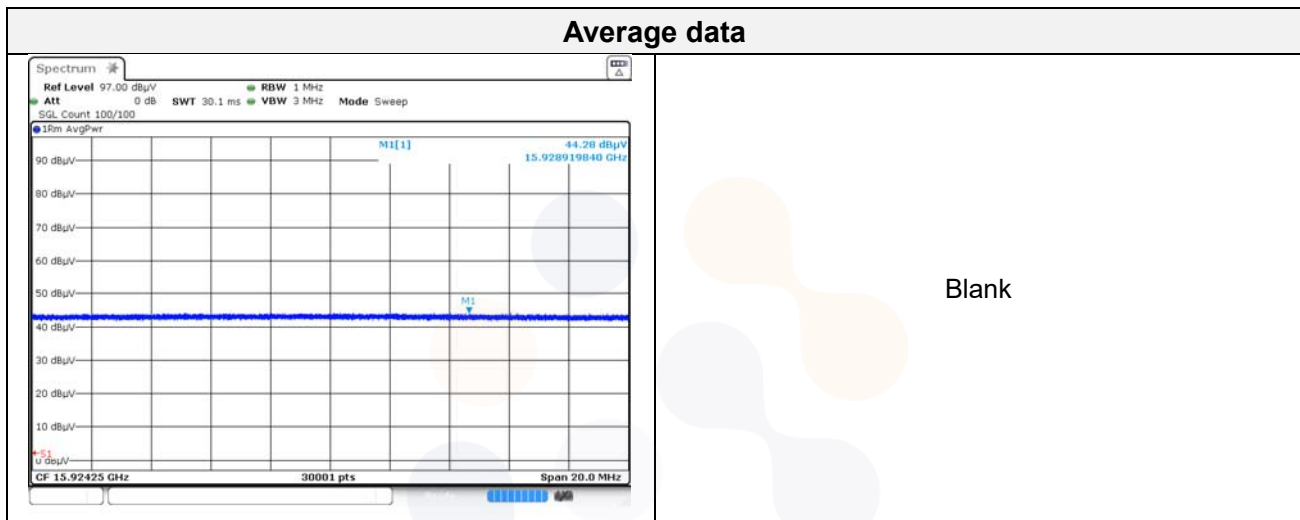 Average data
Spectrum
Ref Level 97.00 dBµV RBW 1 MHz
Att 0 dB SWT 30.1 ms VBW 3 MHz Mode Sweep
SGL Count 100/100
1Rm AvgPwr
M1[1] 44.28 dBµV
15.928919840 GHz
90 dBµV
80 dBµV
70 dBµV
60 dBµV
50 dBµV
M1
40 dBµV
30 dBµV
20 dBµV
10 dBµV
S1
0 dBµV
CF 15.92425 GHz 30001 pts Span 20.0 MHz
Blank